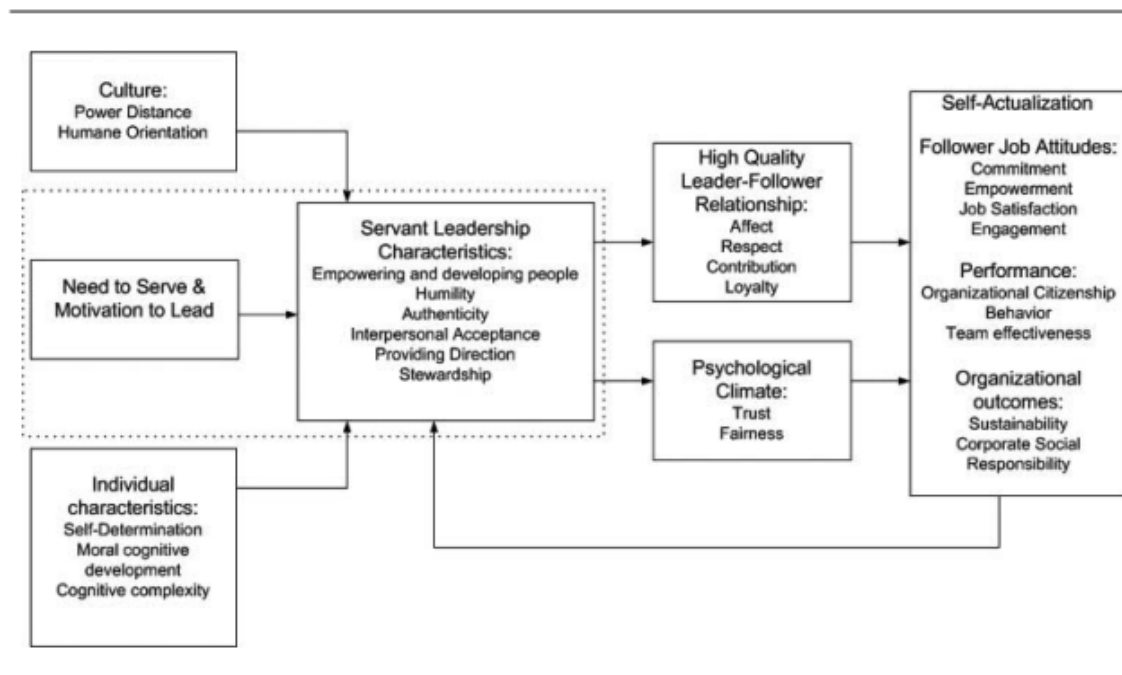 Culture:
Power Distance
Humane Orientation
Need to Serve &
Motivation to Lead
Individual
characteristics:
Self-Determination
Moral cognitive
development
Cognitive complexity
Servant Leadership
Characteristics:
Empowering and developing people
Humility
Authenticity
Interpersonal Acceptance
Providing Direction
Stewardship
High Quality
Leader-Follower
Relationship:
Affect
Respect
Contribution
Loyalty
Psychological
Climate:
Trust
Fairness
Self-Actualization
Follower Job Attitudes:
Commitment
Empowerment
Job Satisfaction
Engagement
Performance:
Organizational Citizenship
Behavior
Team effectiveness
Organizational
outcomes:
Sustainability
Corporate Social
Responsibility